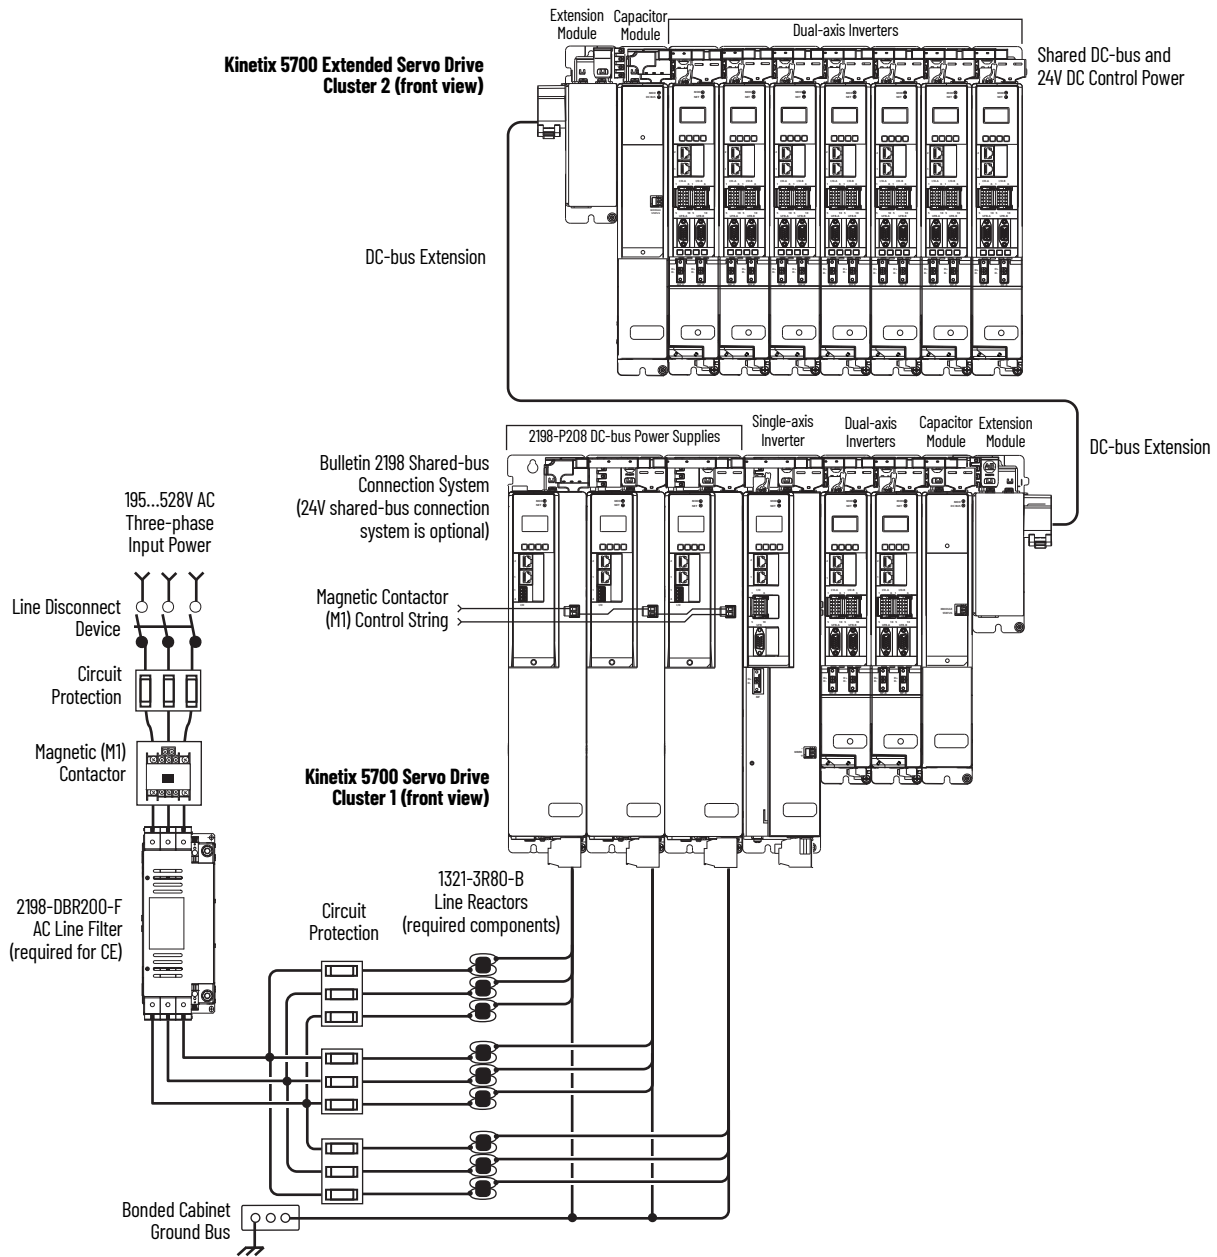 Extension
Module
Capacitor
Module
Dual-axis Inverters
Kinetix 5700 Extended Servo Drive
Cluster 2 (front view)
Shared DC-bus and
24V DC Control Power
DC-bus Extension
2198-P208 DC-bus Power Supplies
Single-axis
Inverter
Dual-axis
Inverters
Capacitor
Module
Extension
Module
DC-bus Extension
Bulletin 2198 Shared-bus
Connection System
(24V shared-bus connection
system is optional)
195...528V AC
Three-phase
Input Power
Magnetic Contactor
(M1) Control String
Line Disconnect
Device
Circuit
Protection
Magnetic (M1)
Contactor
Kinetix 5700 Servo Drive
Cluster 1 (front view)
2198-DBR200-F
AC Line Filter
(required for CE)
Circuit
Protection
1321-3R80-B
Line Reactors
(required components)
Bonded Cabinet
Ground Bus